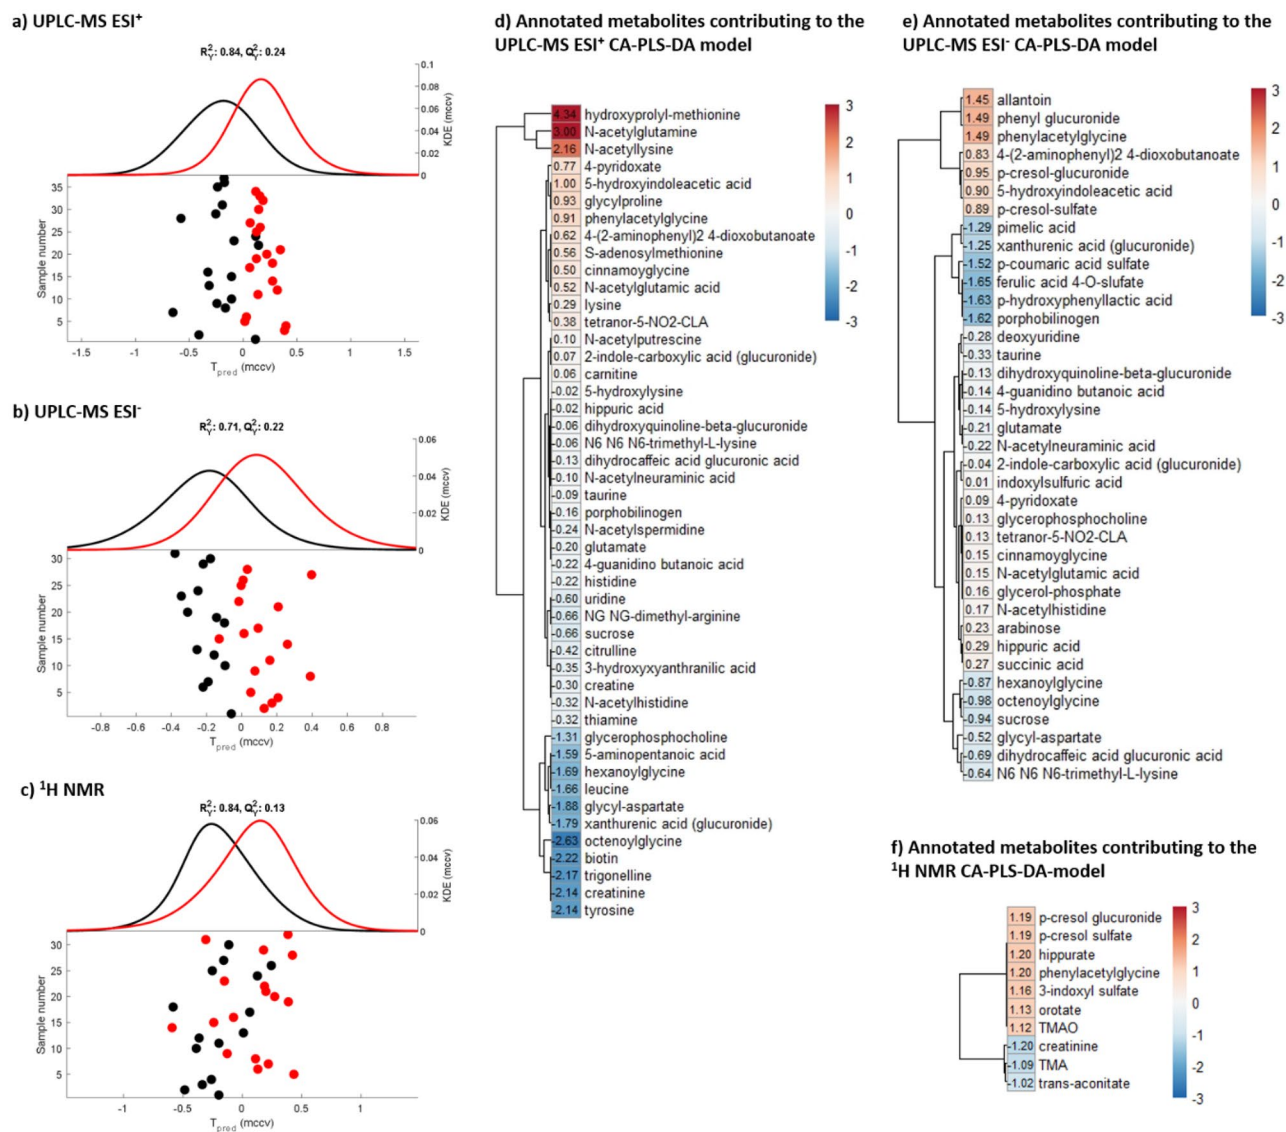 a) UPLC-MS ESI⁺
R²Y: 0.84, Q²Y: 0.24
0.1
0.08
0.06
0.04
0.02
0
KDE (mccv)
35
30
25
20
15
10
5
Sample number
-1.5 -1 -0.5 0 0.5 1 1.5
Tpred (mccv)
b) UPLC-MS ESI⁻
R²Y: 0.71, Q²Y: 0.22
0.06
0.04
0.02
0
KDE (mccv)
30
25
20
15
10
5
Sample number
-0.8 -0.6 -0.4 -0.2 0 0.2 0.4 0.6 0.8
Tpred (mccv)
c) ¹H NMR
R²Y: 0.84, Q²Y: 0.13
0.06
0.04
0.02
0
KDE (mccv)
30
25
20
15
10
5
Sample number
-1 -0.5 0 0.5 1
Tpred (mccv)
d) Annotated metabolites contributing to the
UPLC-MS ESI⁺ CA-PLS-DA model
4.34 hydroxyprolyl-methionine
3.00 N-acetylglutamine
2.16 N-acetyllysine
0.77 4-pyridoxate
1.00 5-hydroxyindoleacetic acid
0.93 glycylproline
0.91 phenylacetylglycine
0.62 4-(2-aminophenyl)2 4-dioxobutanoate
0.56 S-adenosylmethionine
0.50 cinnamoyglycine
0.52 N-acetylglutamic acid
0.29 lysine
0.38 tetranor-5-NO2-CLA
0.10 N-acetylputrescine
0.07 2-indole-carboxylic acid (glucuronide)
0.06 carnitine
-0.02 5-hydroxylysine
-0.02 hippuric acid
-0.06 dihydroxyquinoline-beta-glucuronide
-0.06 N6 N6 N6-trimethyl-L-lysine
-0.13 dihydrocaffeic acid glucuronic acid
-0.10 N-acetylneuraminic acid
-0.09 taurine
-0.16 porphobilinogen
-0.24 N-acetylspermidine
-0.20 glutamate
-0.22 4-guanidino butanoic acid
-0.22 histidine
-0.60 uridine
-0.66 NG NG-dimethyl-arginine
-0.66 sucrose
-0.42 citrulline
-0.35 3-hydroxyxyanthranilic acid
-0.30 creatine
-0.32 N-acetylhistidine
-0.32 thiamine
-1.31 glycerophosphocholine
-1.59 5-aminopentanoic acid
-1.69 hexanoylglycine
-1.66 leucine
-1.88 glycyl-aspartate
-1.79 xanthurenic acid (glucuronide)
-2.63 octenoylglycine
-2.22 biotin
-2.17 trigonelline
-2.14 creatinine
-2.14 tyrosine
3
2
1
0
-1
-2
-3
e) Annotated metabolites contributing to the
UPLC-MS ESI⁻ CA-PLS-DA model
1.45 allantoin
1.49 phenyl glucuronide
1.49 phenylacetylglycine
0.83 4-(2-aminophenyl)2 4-dioxobutanoate
0.95 p-cresol-glucuronide
0.90 5-hydroxyindoleacetic acid
0.89 p-cresol-sulfate
-1.29 pimelic acid
-1.25 xanthurenic acid (glucuronide)
-1.52 p-coumaric acid sulfate
-1.65 ferulic acid 4-O-slufate
-1.63 p-hydroxyphenyllactic acid
-1.62 porphobilinogen
-0.28 deoxyuridine
-0.33 taurine
-0.13 dihydroxyquinoline-beta-glucuronide
-0.14 4-guanidino butanoic acid
-0.14 5-hydroxylysine
-0.21 glutamate
-0.22 N-acetylneuraminic acid
-0.04 2-indole-carboxylic acid (glucuronide)
0.01 indoxylsulfuric acid
0.09 4-pyridoxate
0.13 glycerophosphocholine
0.13 tetranor-5-NO2-CLA
0.15 cinnamoyglycine
0.15 N-acetylglutamic acid
0.16 glycerol-phosphate
0.17 N-acetylhistidine
0.23 arabinose
0.29 hippuric acid
0.27 succinic acid
-0.87 hexanoylglycine
-0.98 octenoylglycine
-0.94 sucrose
-0.52 glycyl-aspartate
-0.69 dihydrocaffeic acid glucuronic acid
-0.64 N6 N6 N6-trimethyl-L-lysine
3
2
1
0
-1
-2
-3
f) Annotated metabolites contributing to the
¹H NMR CA-PLS-DA-model
1.19 p-cresol glucuronide
1.19 p-cresol sulfate
1.20 hippurate
1.20 phenylacetylglycine
1.16 3-indoxyl sulfate
1.13 orotate
1.12 TMAO
-1.20 creatinine
-1.09 TMA
-1.02 trans-aconitate
3
2
1
0
-1
-2
-3